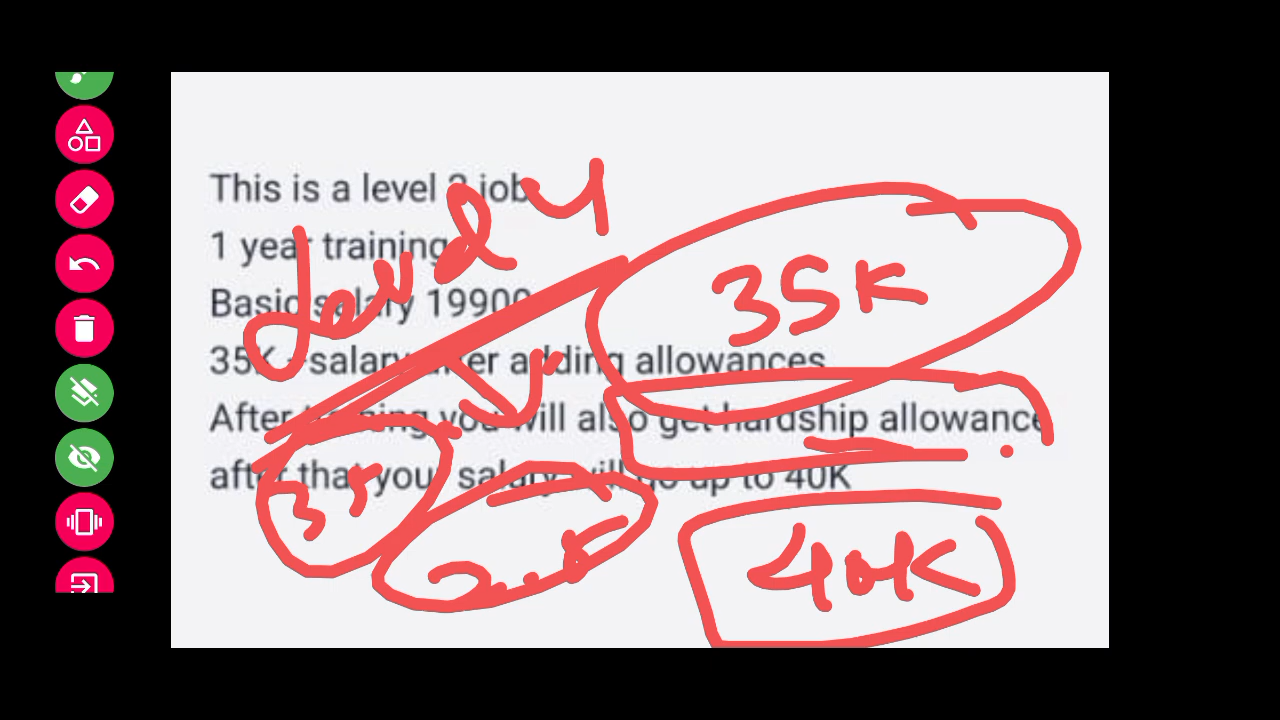 This is a level 2 job
Level 4
1 year training
Basic salary 19900
35K
35K - salary after adding allowances
After training you will also get hardship allowance
after that your salary will go up to 40K
35
40K